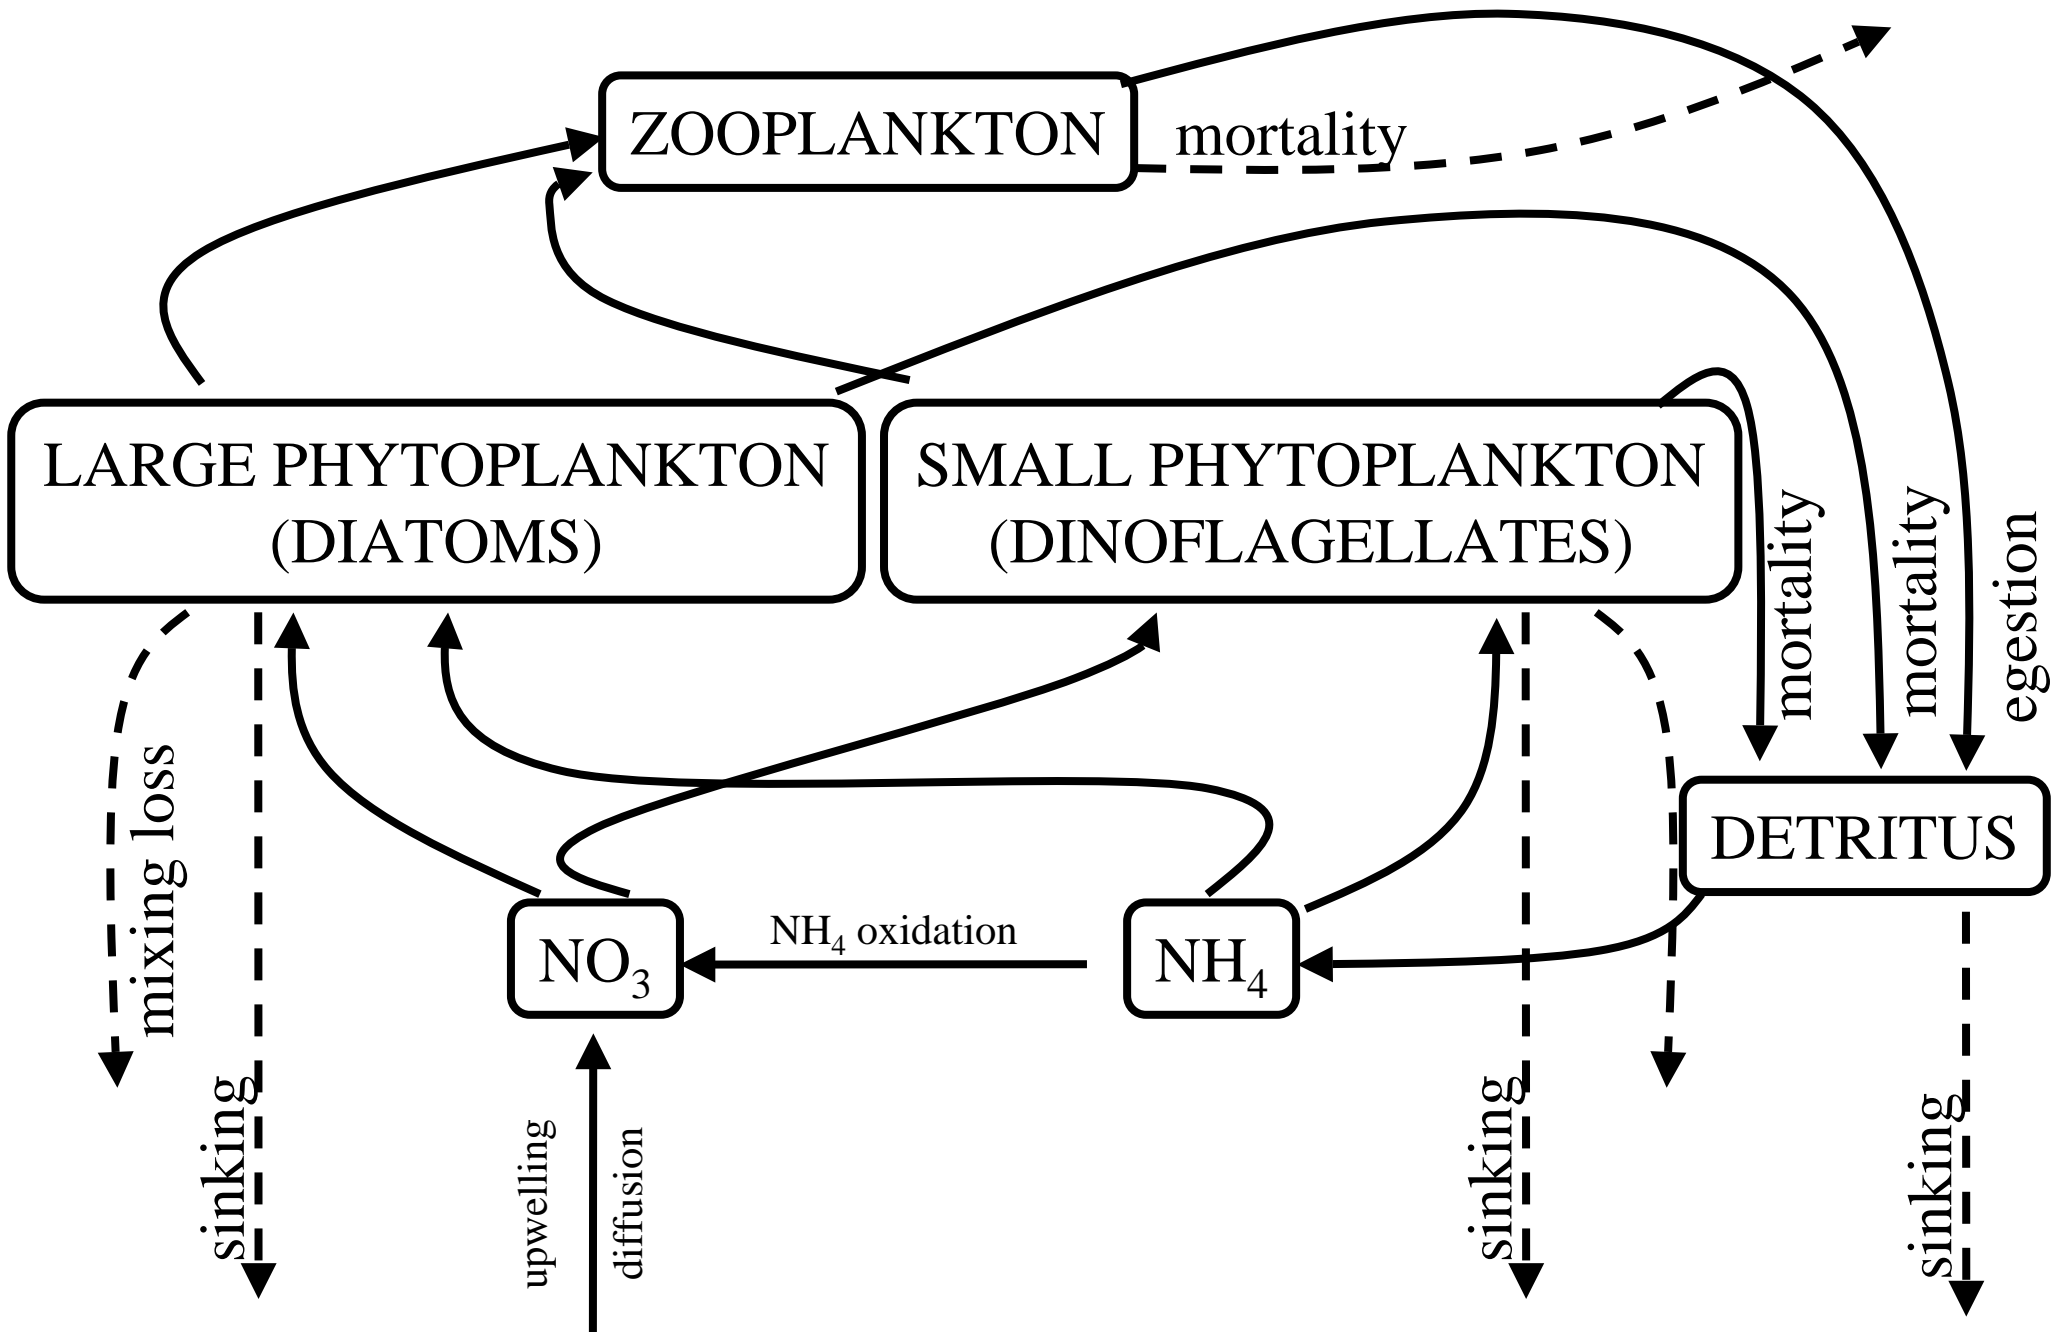 ZOOPLANKTON
mortality
LARGE PHYTOPLANKTON
(DIATOMS)
SMALL PHYTOPLANKTON
(DINOFLAGELLATES)
mortality
mortality
egestion
mixing loss
DETRITUS
NH₄ oxidation
NO₃
NH₄
sinking
upwelling
diffusion
sinking
sinking